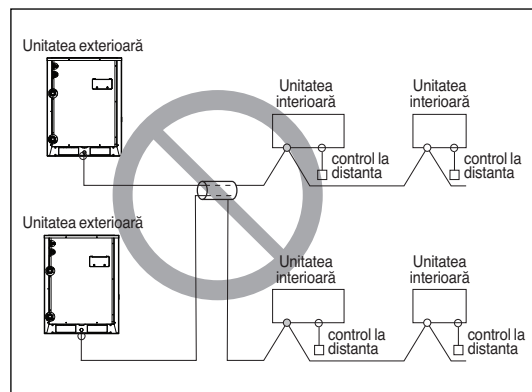 Unitatea exterioară
Unitatea
interioară
Unitatea
interioară
control la
distanta
control la
distanta
Unitatea exterioară
Unitatea
interioară
Unitatea
interioară
control la
distanta
control la
distanta